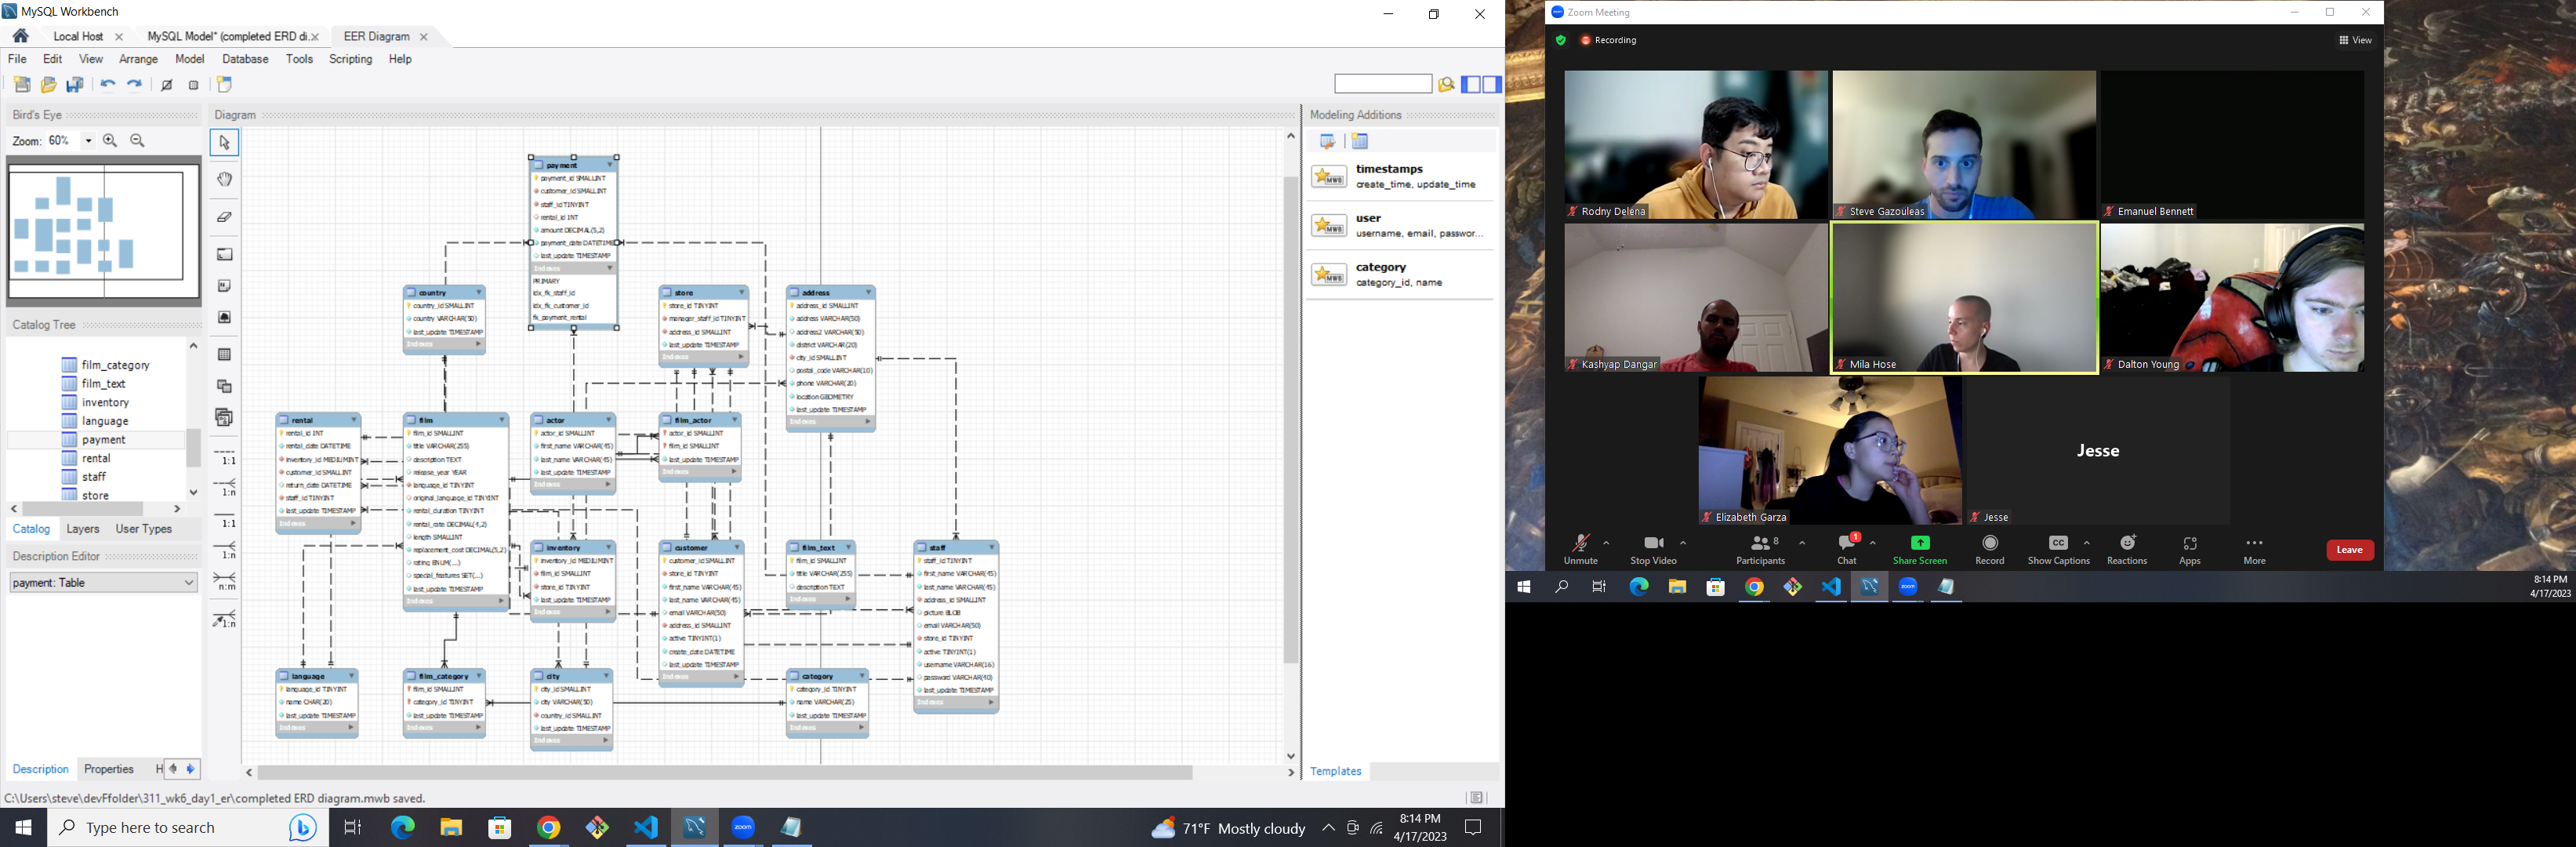 MySQL Workbench
Local Host
MySQL Model* (completed ERD di...
EER Diagram
File Edit View Arrange Model Database Tools Scripting Help
Bird's Eye
Zoom: 60%
Catalog Tree
film_category
film_text
inventory
language
payment
rental
staff
store
Catalog Layers User Types
Description Editor
payment: Table
Description Properties H
C:\Users\steve\devFfolder\311_wk6_day1_er\completed ERD diagram.mwb saved.
Diagram
1:1
1:n
1:1
1:n
n:m
1:n
payment
payment_id SMALLINT
customer_id SMALLINT
staff_id TINYINT
rental_id INT
amount DECIMAL(5,2)
payment_date DATETIME
last_update TIMESTAMP
Indexes
PRIMARY
idx_fk_staff_id
idx_fk_customer_id
fk_payment_rental
country
country_id SMALLINT
country VARCHAR(50)
last_update TIMESTAMP
Indexes
store
store_id TINYINT
manager_staff_id TINYINT
address_id SMALLINT
last_update TIMESTAMP
Indexes
address
address_id SMALLINT
address VARCHAR(50)
address2 VARCHAR(50)
district VARCHAR(20)
city_id SMALLINT
postal_code VARCHAR(10)
phone VARCHAR(20)
location GEOMETRY
last_update TIMESTAMP
Indexes
rental
rental_id INT
rental_date DATETIME
inventory_id MEDIUMINT
customer_id SMALLINT
return_date DATETIME
staff_id TINYINT
last_update TIMESTAMP
Indexes
film
film_id SMALLINT
title VARCHAR(255)
description TEXT
release_year YEAR
language_id TINYINT
original_language_id TINYINT
rental_duration TINYINT
rental_rate DECIMAL(4,2)
length SMALLINT
replacement_cost DECIMAL(5,2)
rating ENUM(...)
special_features SET(...)
last_update TIMESTAMP
Indexes
actor
actor_id SMALLINT
first_name VARCHAR(45)
last_name VARCHAR(45)
last_update TIMESTAMP
Indexes
film_actor
actor_id SMALLINT
film_id SMALLINT
last_update TIMESTAMP
Indexes
inventory
inventory_id MEDIUMINT
film_id SMALLINT
store_id TINYINT
last_update TIMESTAMP
Indexes
customer
customer_id SMALLINT
store_id TINYINT
first_name VARCHAR(45)
last_name VARCHAR(45)
email VARCHAR(50)
address_id SMALLINT
active TINYINT(1)
create_date DATETIME
last_update TIMESTAMP
Indexes
film_text
film_id SMALLINT
title VARCHAR(255)
description TEXT
Indexes
staff
staff_id TINYINT
first_name VARCHAR(45)
last_name VARCHAR(45)
address_id SMALLINT
picture BLOB
email VARCHAR(50)
store_id TINYINT
active TINYINT(1)
username VARCHAR(16)
password VARCHAR(40)
last_update TIMESTAMP
Indexes
language
language_id TINYINT
name CHAR(20)
last_update TIMESTAMP
Indexes
film_category
film_id SMALLINT
category_id TINYINT
last_update TIMESTAMP
Indexes
city
city_id SMALLINT
city VARCHAR(50)
country_id SMALLINT
last_update TIMESTAMP
Indexes
category
category_id TINYINT
name VARCHAR(25)
last_update TIMESTAMP
Indexes
Modeling Additions
timestamps
create_time, update_time
user
username, email, passwor...
category
category_id, name
Templates
Type here to search
71°F Mostly cloudy
8:14 PM
4/17/2023
Zoom Meeting
Recording
View
Rodny Delena
Steve Gazouleas
Emanuel Bennett
Kashyap Dangar
Mila Hose
Dalton Young
Elizabeth Garza
Jesse
Jesse
Unmute
Stop Video
8
Participants
1
Chat
Share Screen
Record
CC
Show Captions
Reactions
Apps
More
Leave
zoom
8:14 PM
4/17/2023